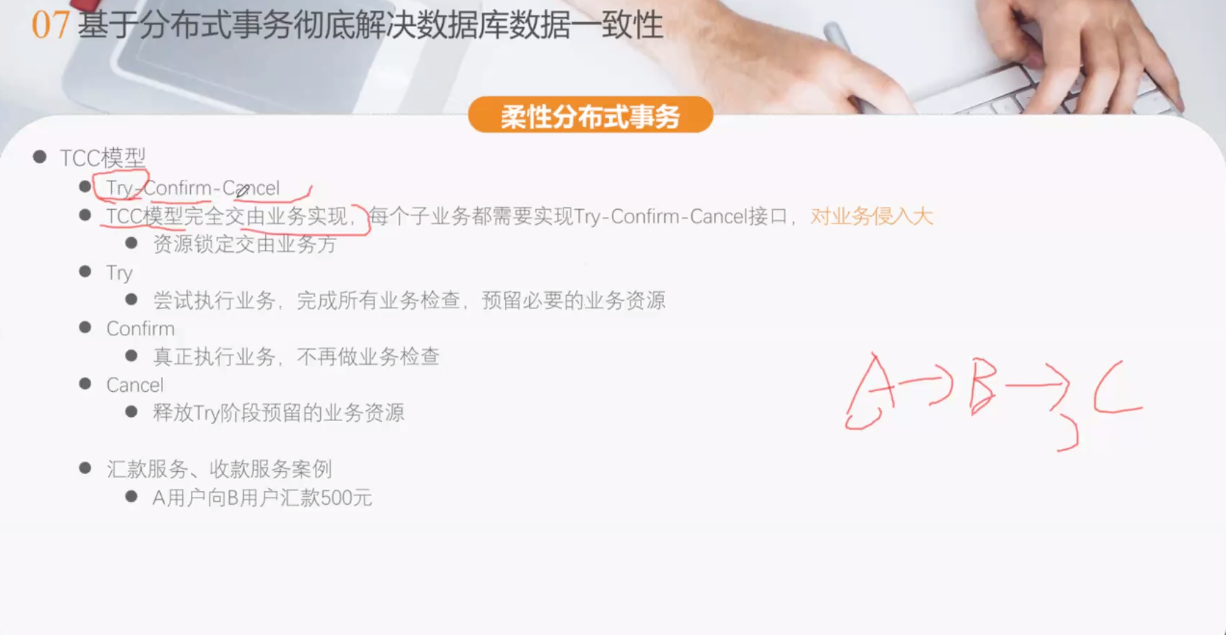 07 基于分布式事务彻底解决数据库数据一致性
柔性分布式事务
TCC模型
Try-Confirm-Cancel
TCC模型完全交由业务实现，每个子业务都需要实现Try-Confirm-Cancel接口，对业务侵入大
资源锁定交由业务方
Try
尝试执行业务，完成所有业务检查，预留必要的业务资源
Confirm
真正执行业务，不再做业务检查
A→B→C
Cancel
释放Try阶段预留的业务资源
汇款服务、收款服务案例
A用户向B用户汇款500元